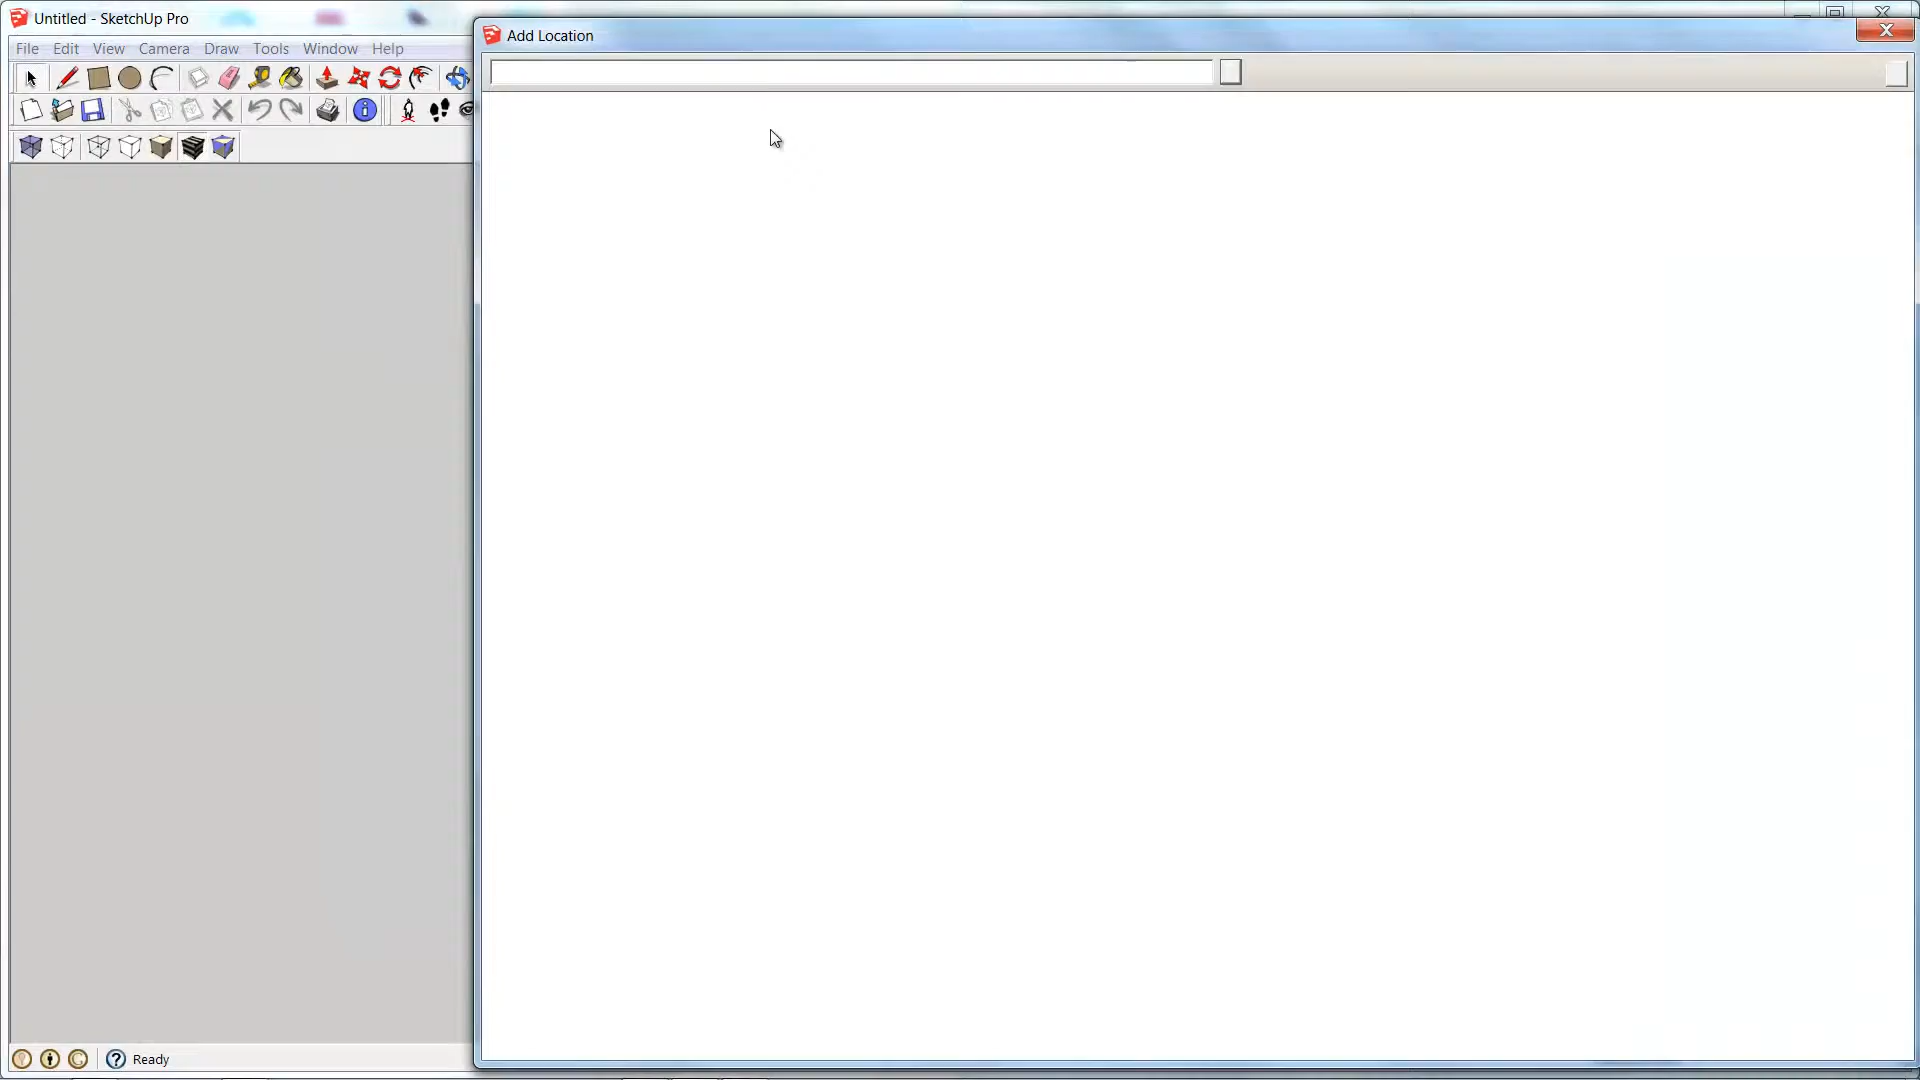 Untitled - SketchUp Pro
Add Location
File Edit View Camera Draw Tools Window Help
Ready